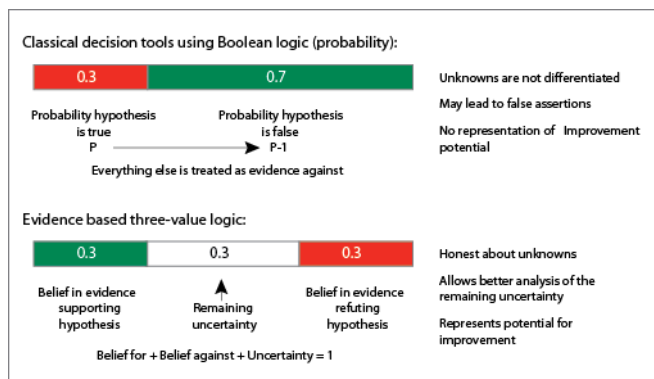 Classical decision tools using Boolean logic (probability):
0.3 0.7
Unknowns are not differentiated
May lead to false assertions
No representation of Improvement
potential
Probability hypothesis
is true
P
Probability hypothesis
is false
P-1
Everything else is treated as evidence against
Evidence based three-value logic:
0.3 0.3 0.3
Honest about unknowns
Allows better analysis of the
remaining uncertainty
Represents potential for
improvement
Belief in evidence
supporting
hypothesis
Remaining
uncertainty
Belief in evidence
refuting
hypothesis
Belief for + Belief against + Uncertainty = 1